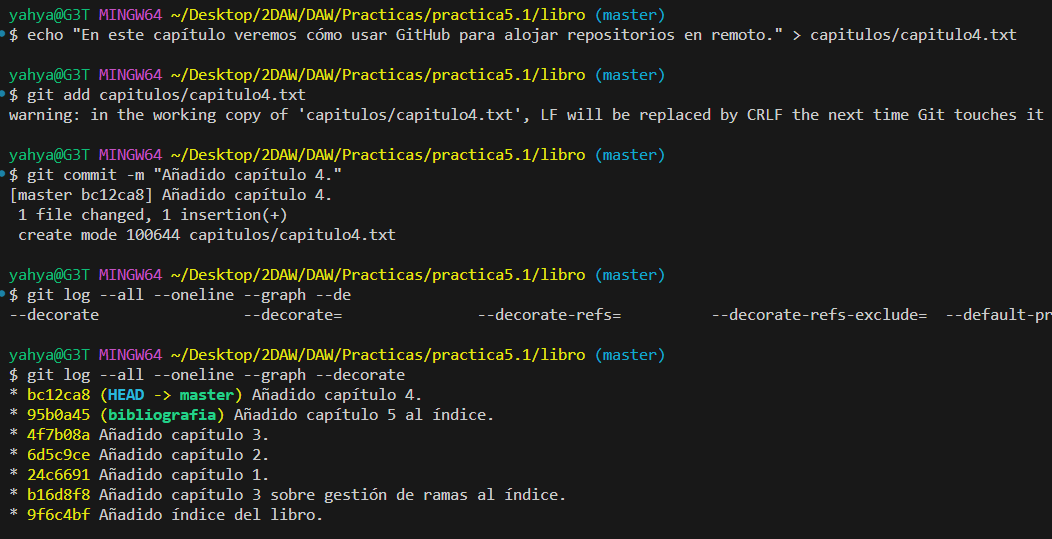 yahya@G3T MINGW64 ~/Desktop/2DAW/DAW/Practicas/practica5.1/libro (master)
$ echo "En este capítulo veremos cómo usar GitHub para alojar repositorios en remoto." > capitulos/capitulo4.txt
yahya@G3T MINGW64 ~/Desktop/2DAW/DAW/Practicas/practica5.1/libro (master)
$ git add capitulos/capitulo4.txt
warning: in the working copy of 'capitulos/capitulo4.txt', LF will be replaced by CRLF the next time Git touches it
yahya@G3T MINGW64 ~/Desktop/2DAW/DAW/Practicas/practica5.1/libro (master)
$ git commit -m "Añadido capítulo 4."
[master bc12ca8] Añadido capítulo 4.
 1 file changed, 1 insertion(+)
 create mode 100644 capitulos/capitulo4.txt
yahya@G3T MINGW64 ~/Desktop/2DAW/DAW/Practicas/practica5.1/libro (master)
$ git log --all --oneline --graph --de
--decorate                --decorate=               --decorate-refs=          --decorate-refs-exclude=  --default-pr
yahya@G3T MINGW64 ~/Desktop/2DAW/DAW/Practicas/practica5.1/libro (master)
$ git log --all --oneline --graph --decorate
* bc12ca8 (HEAD -> master) Añadido capítulo 4.
* 95b0a45 (bibliografia) Añadido capítulo 5 al índice.
* 4f7b08a Añadido capítulo 3.
* 6d5c9ce Añadido capítulo 2.
* 24c6691 Añadido capítulo 1.
* b16d8f8 Añadido capítulo 3 sobre gestión de ramas al índice.
* 9f6c4bf Añadido índice del libro.